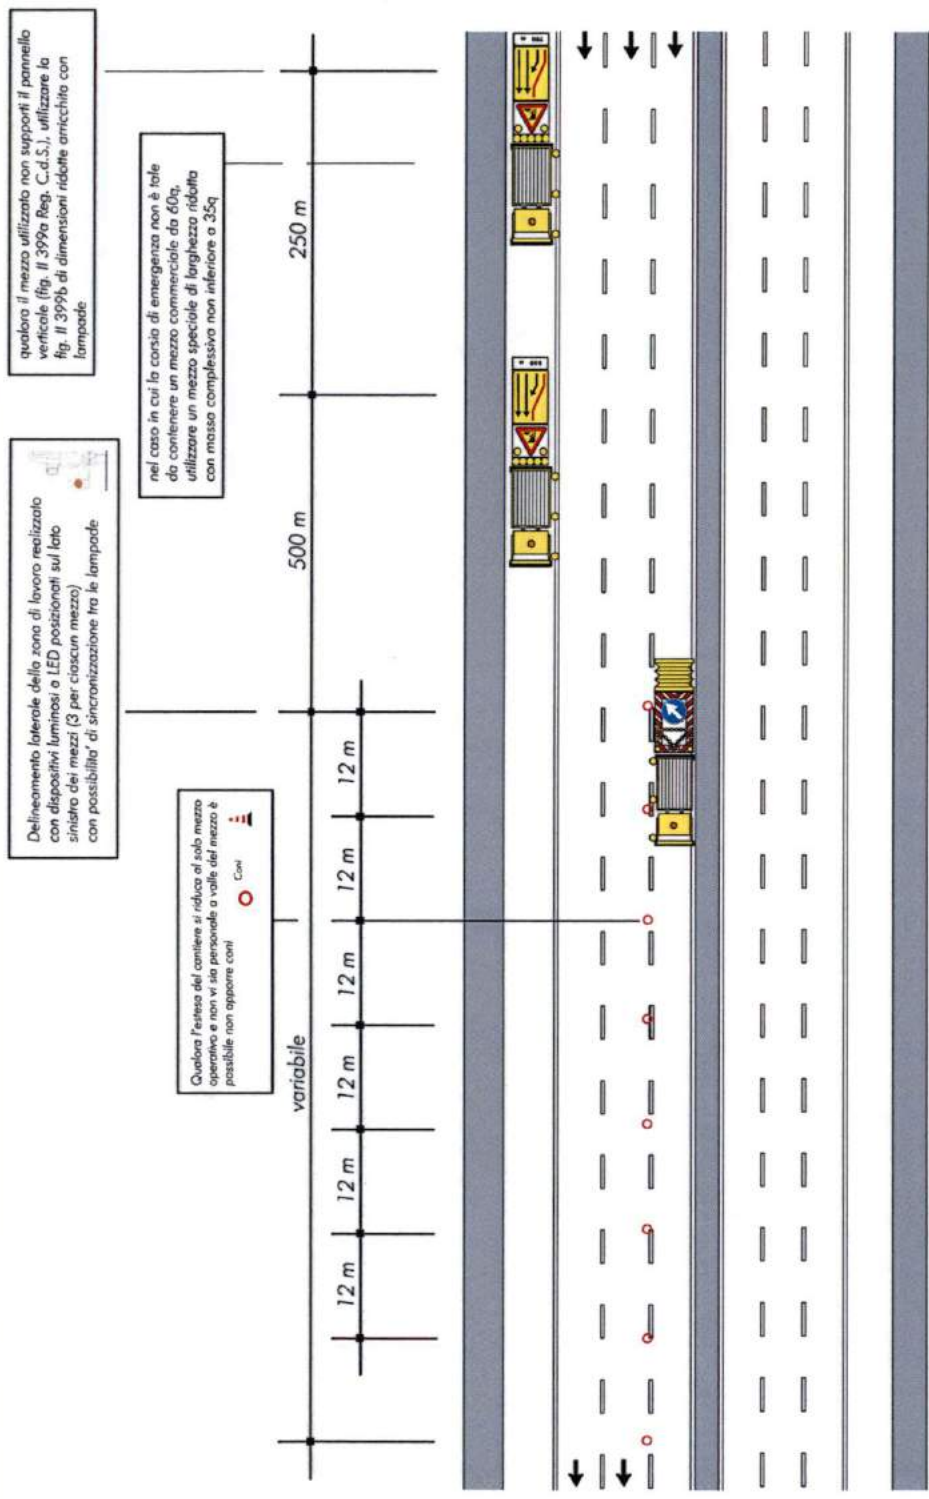 qualora il mezzo utilizzato non supporti il pannello
verticale (fig. II 399a Reg. C.d.S.), utilizzare la
fig. II 399b di dimensioni ridotte arricchita con
lampade
nel caso in cui la corsia di emergenza non è tale
da contenere un mezzo commerciale da 60q,
utilizzare un mezzo speciale di larghezza ridotta
con massa complessiva non inferiore a 35q
Delineamento laterale della zona di lavoro realizzato
con dispositivi luminosi a LED posizionati sul lato
sinistro dei mezzi (3 per ciascun mezzo)
con possibilita' di sincronizzazione tra le lampade
Qualora l'estesa del cantiere si riduca al solo mezzo
operativo e non vi sia personale a valle del mezzo è
possibile non apporre coni
Coni
variabile
500 m
250 m
12 m
12 m
12 m
12 m
12 m
12 m